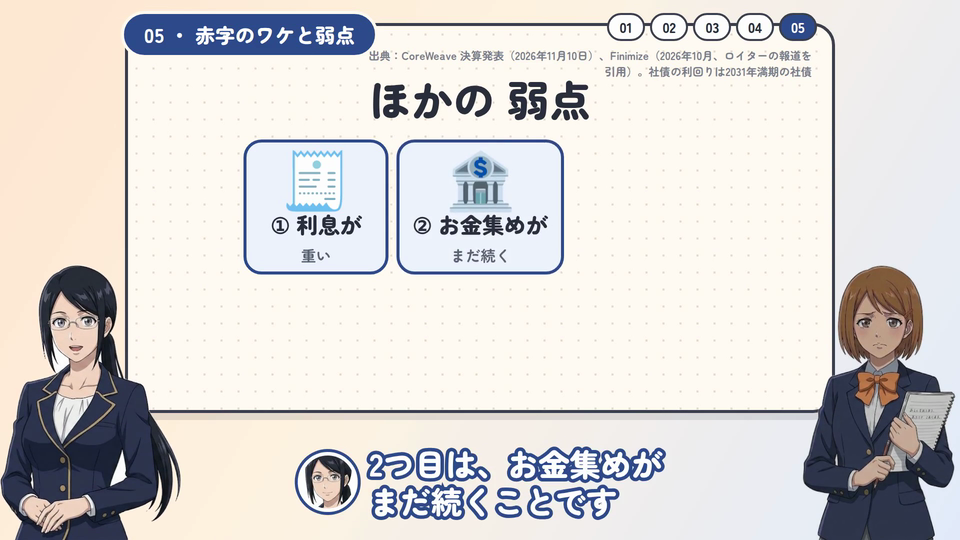 05 ・ 赤字のワケと弱点
01 02 03 04 05
出典：CoreWeave 決算発表（2026年11月10日）、Finimize（2026年10月、ロイターの報道を
引用）。社債の利回りは2031年満期の社債
ほかの 弱点
① 利息が
重い
② お金集めが
まだ続く
2つ目は、お金集めが
まだ続くことです